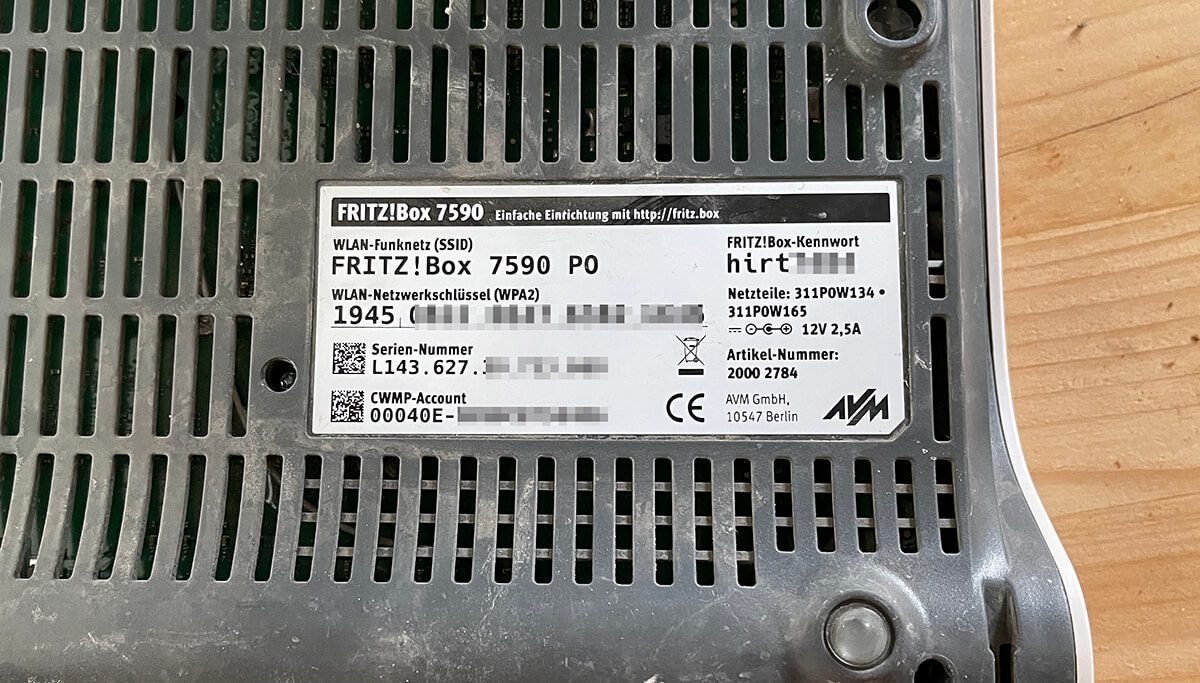 FRITZ!Box 7590 Einfache Einrichtung mit http://fritz.box
WLAN-Funknetz (SSID)
FRITZ!Box 7590 PO
WLAN-Netzwerkschlüssel (WPA2)
1945
Serien-Nummer
L143.627.
CWMP-Account
00040E-
FRITZ!Box-Kennwort
hirt
Netzteile: 311P0W134 •
311P0W165
12V 2,5A
Artikel-Nummer:
2000 2784
CE
AVM GmbH,
10547 Berlin
AVM